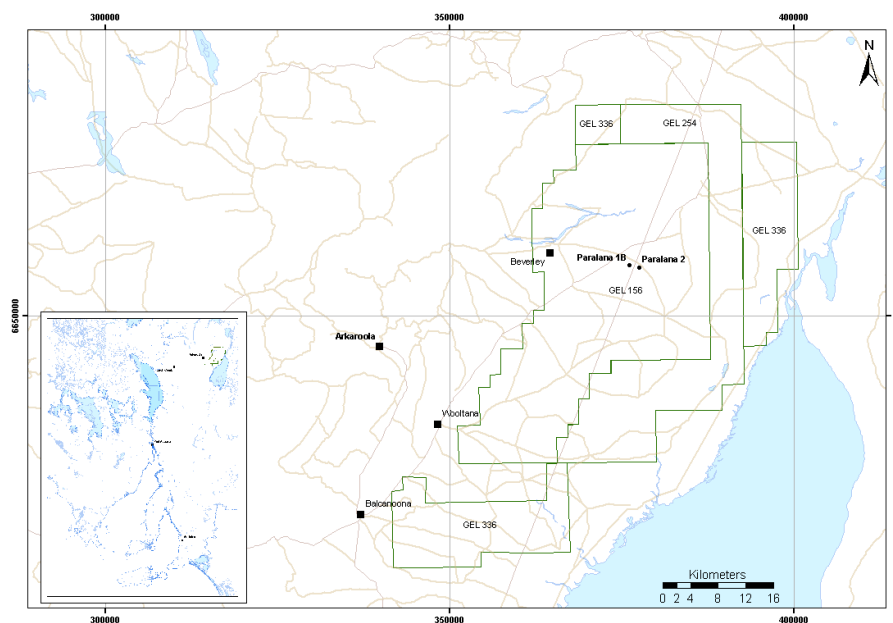 300000 350000 400000
N
GEL 336
GEL 254
GEL 336
Beverley
Paralana 1B
Paralana 2
GEL 156
6650000
6650000
Arkaroola
Wooltana
Balcanoona
GEL 336
Kilometers
0 2 4 8 12 16
300000 350000 400000